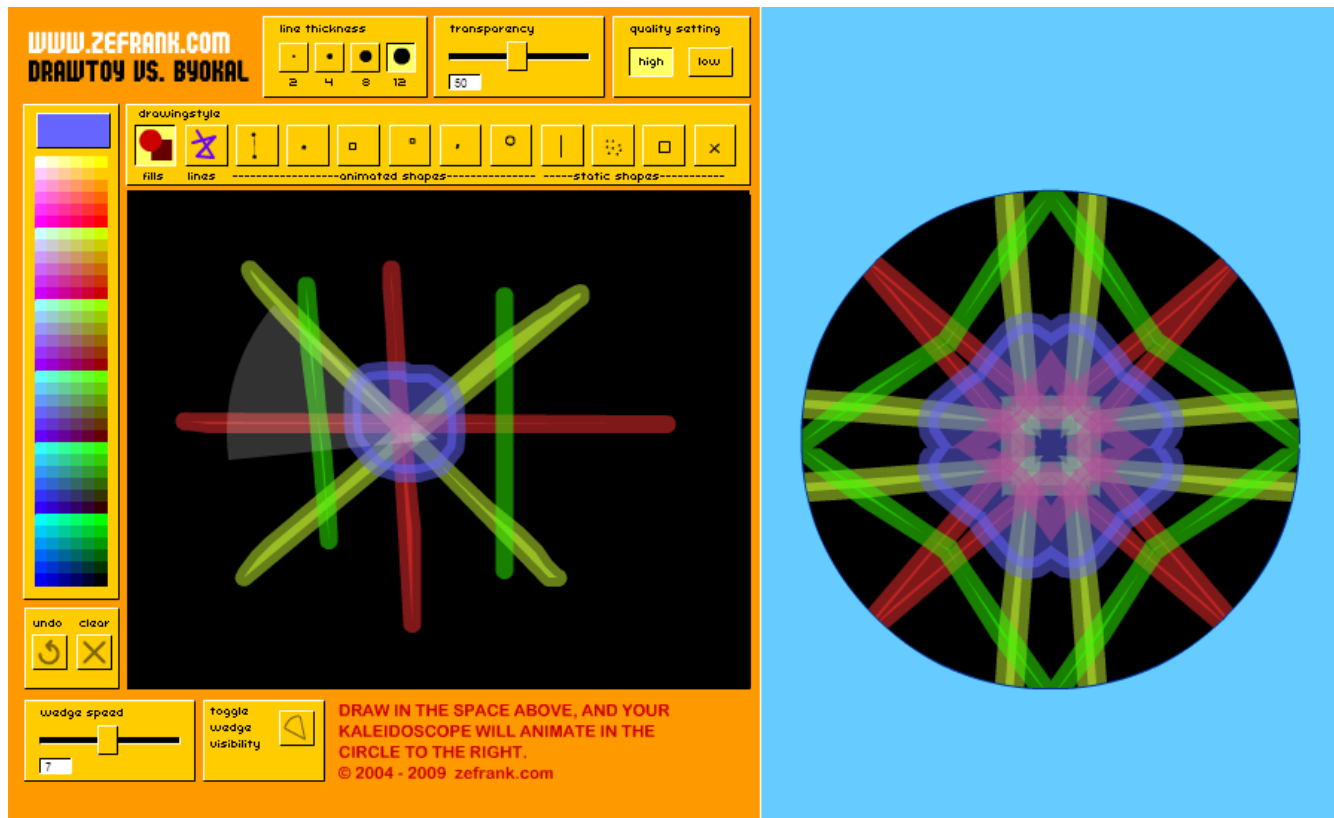 WWW.ZEFRANK.COM
DRAWTOY VS. BYOKAL
line thickness
2 4 8 12
transparency
50
quality setting
high low
drawingstyle
fills lines animated shapes static shapes
undo clear
wedge speed
7
toggle
wedge
visibility
DRAW IN THE SPACE ABOVE, AND YOUR
KALEIDOSCOPE WILL ANIMATE IN THE
CIRCLE TO THE RIGHT.
© 2004 - 2009 zefrank.com